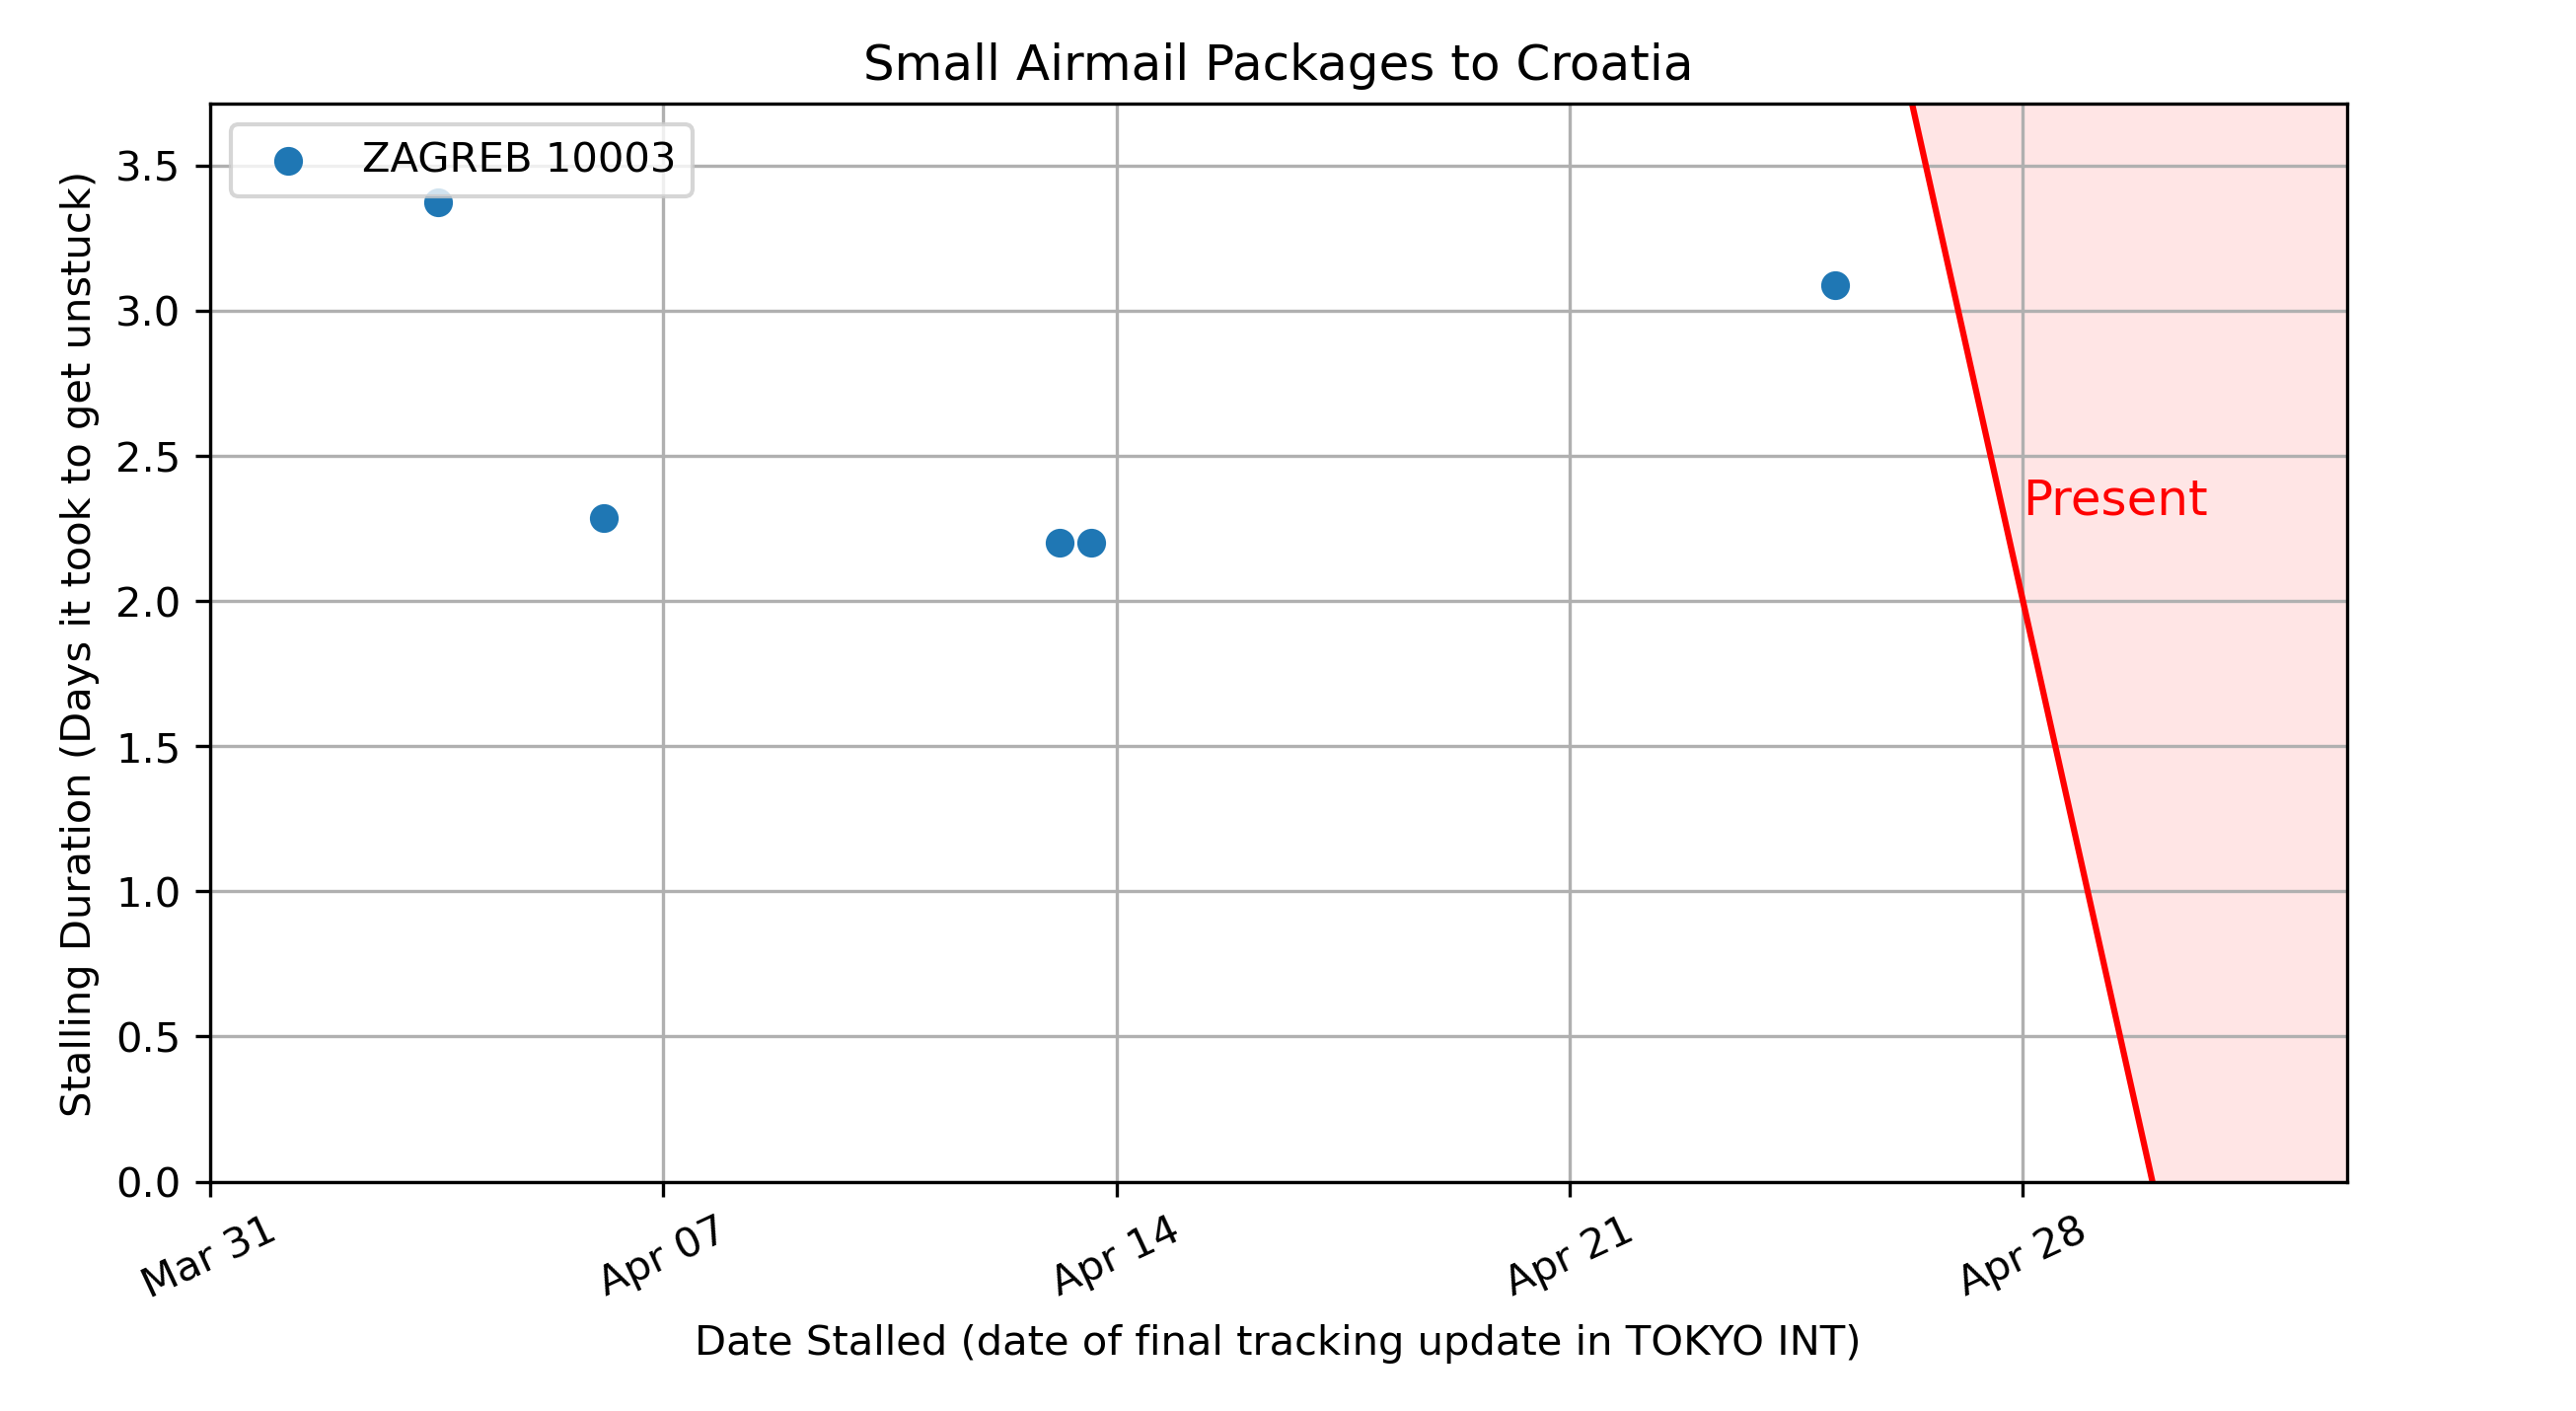 Small Airmail Packages to Croatia
ZAGREB 10003
Stalling Duration (Days it took to get unstuck)
3.5
3.0
2.5
2.0
1.5
1.0
0.5
0.0
Present
Mar 31
Apr 07
Apr 14
Apr 21
Apr 28
Date Stalled (date of final tracking update in TOKYO INT)